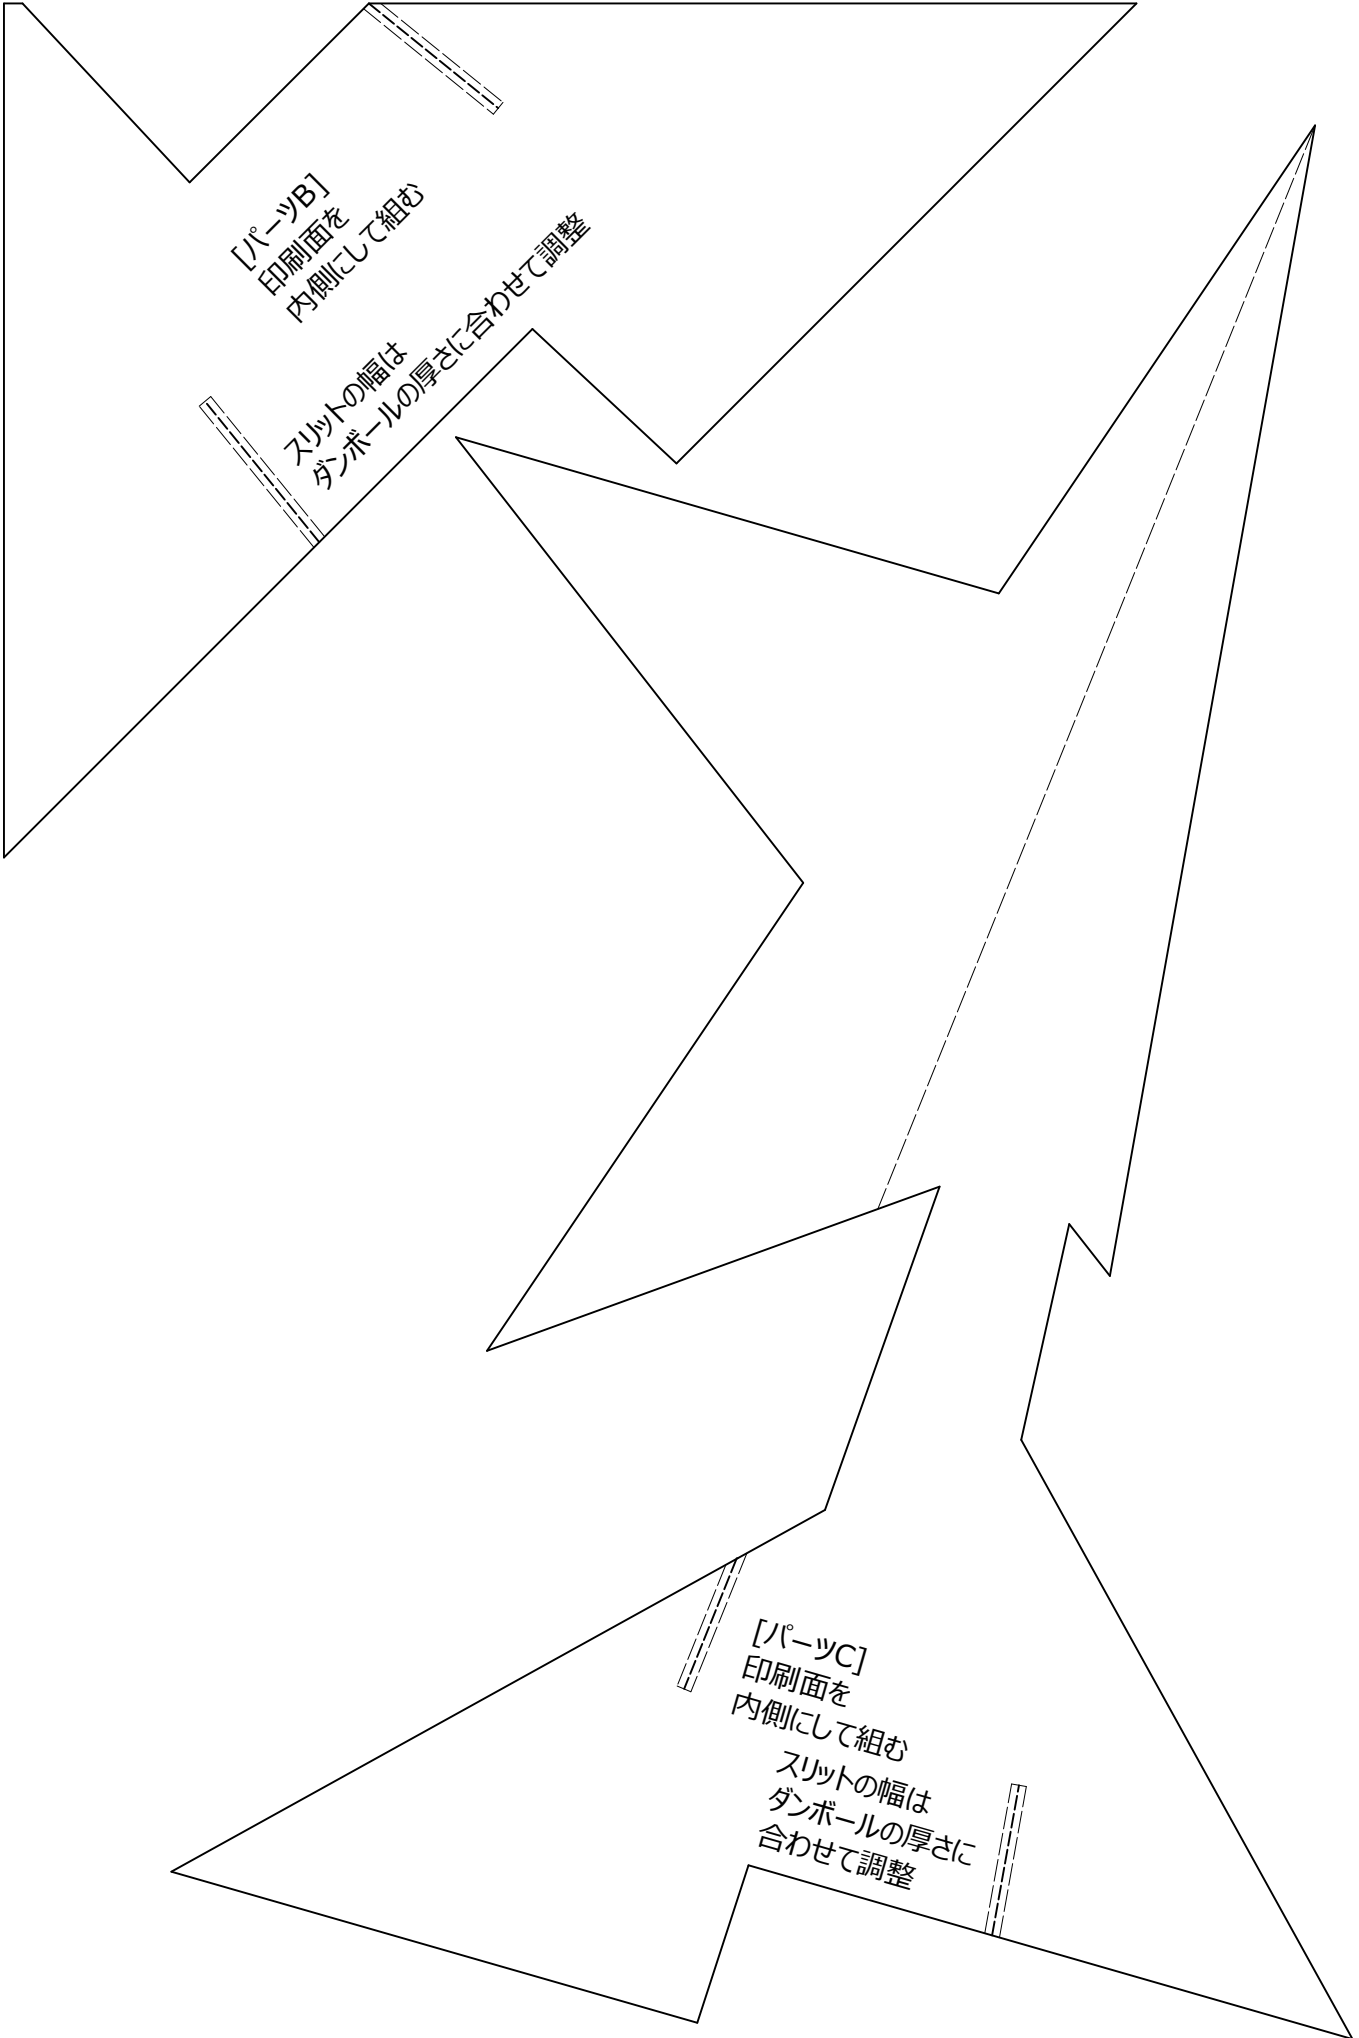 [パーツB]
印刷面を
内側にして組む
スリットの幅は
ダンボールの厚さに合わせて調整
[パーツC]
印刷面を
内側にして組む
スリットの幅は
ダンボールの厚さに
合わせて調整